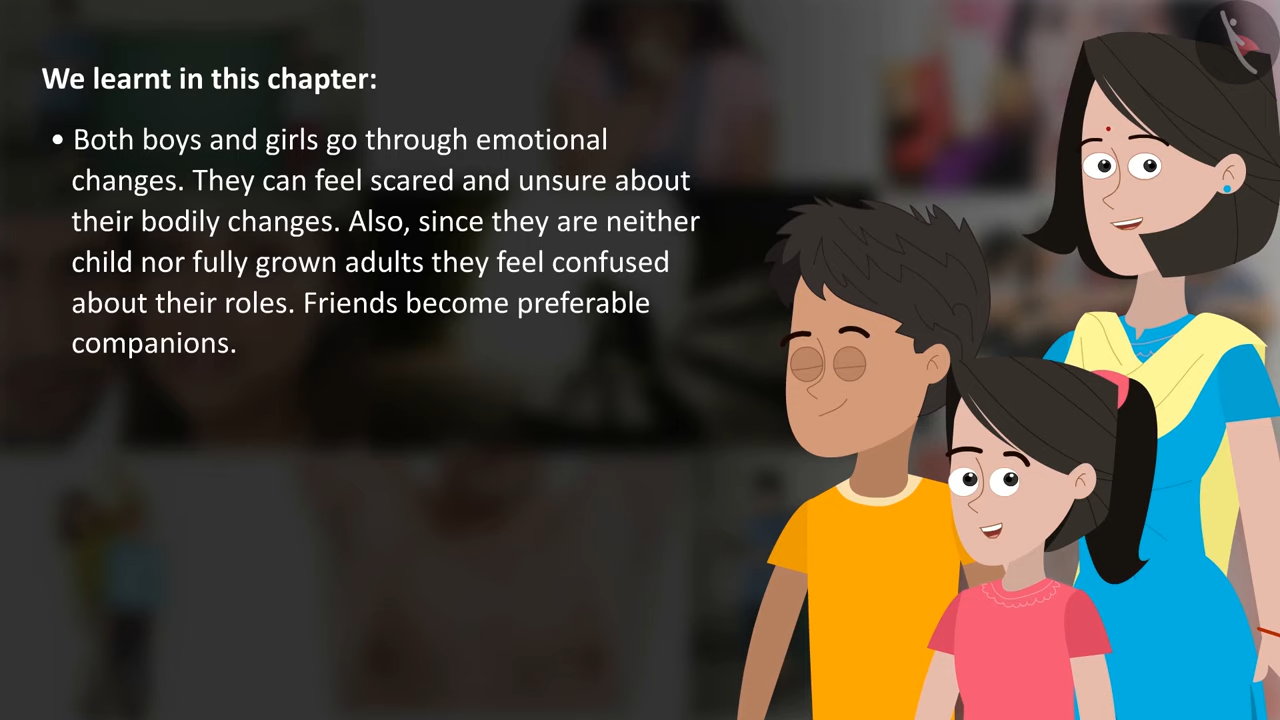 We learnt in this chapter:
• Both boys and girls go through emotional
changes. They can feel scared and unsure about
their bodily changes. Also, since they are neither
child nor fully grown adults they feel confused
about their roles. Friends become preferable
companions.